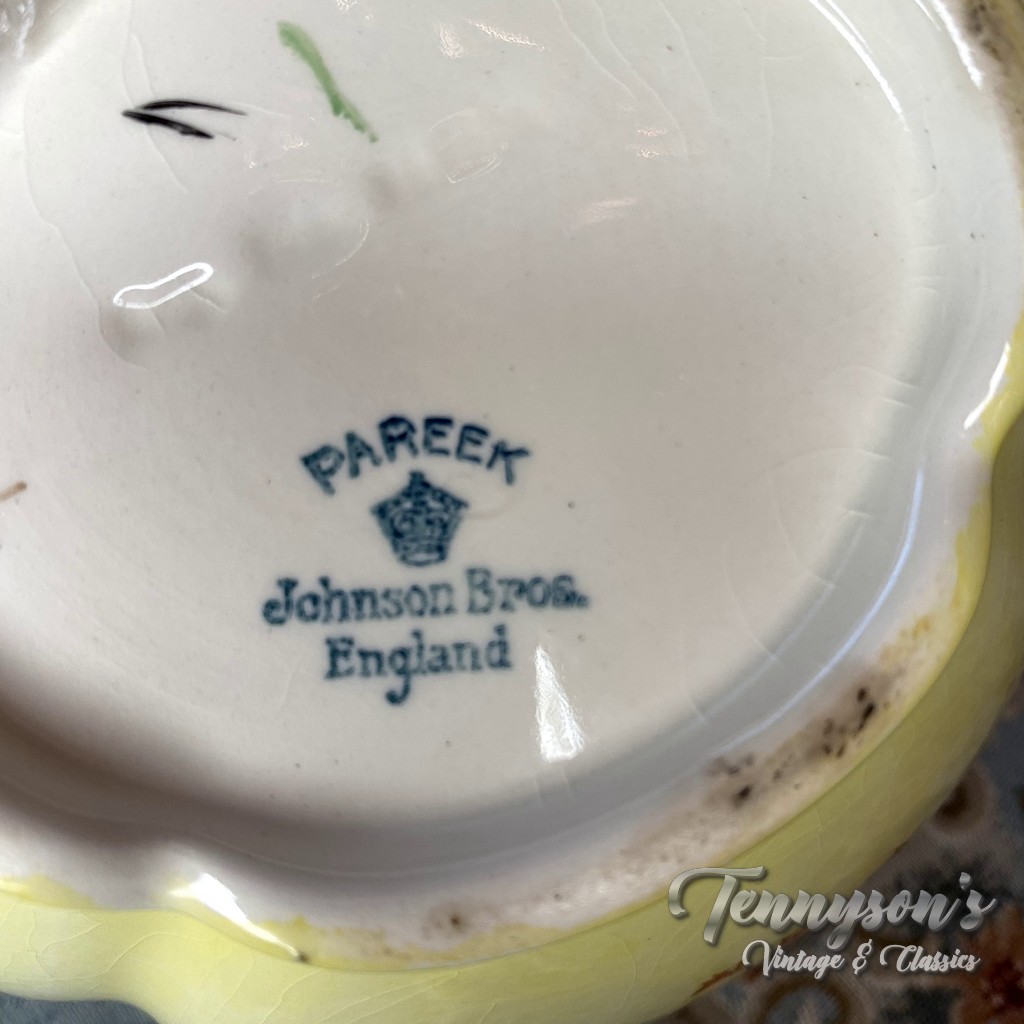 PAREEK
Johnson Bros.
England
Tennyson's
Vintage & Classics